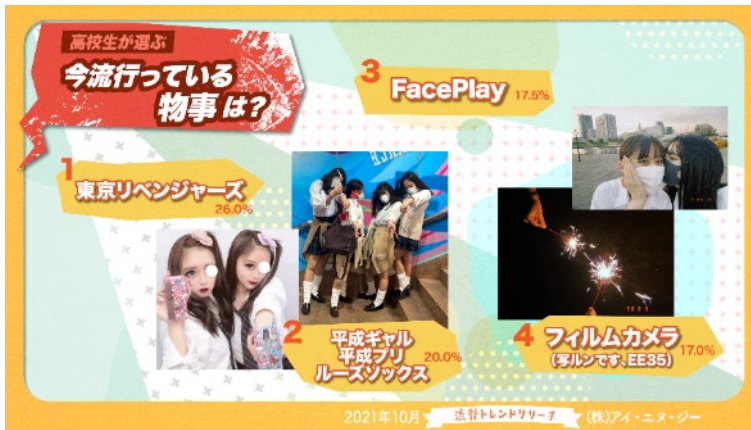 高校生が選ぶ
今流行っている
物事は?
1
東京リベンジャーズ
26.0%
2
平成ギャル
平成プリ
ルーズソックス
20.0%
3
FacePlay
17.5%
4
フィルムカメラ
(写ルンです、EE35)
17.0%
2021年10月 渋谷トレンドリサーチ (株)アイ・エヌ・ジー